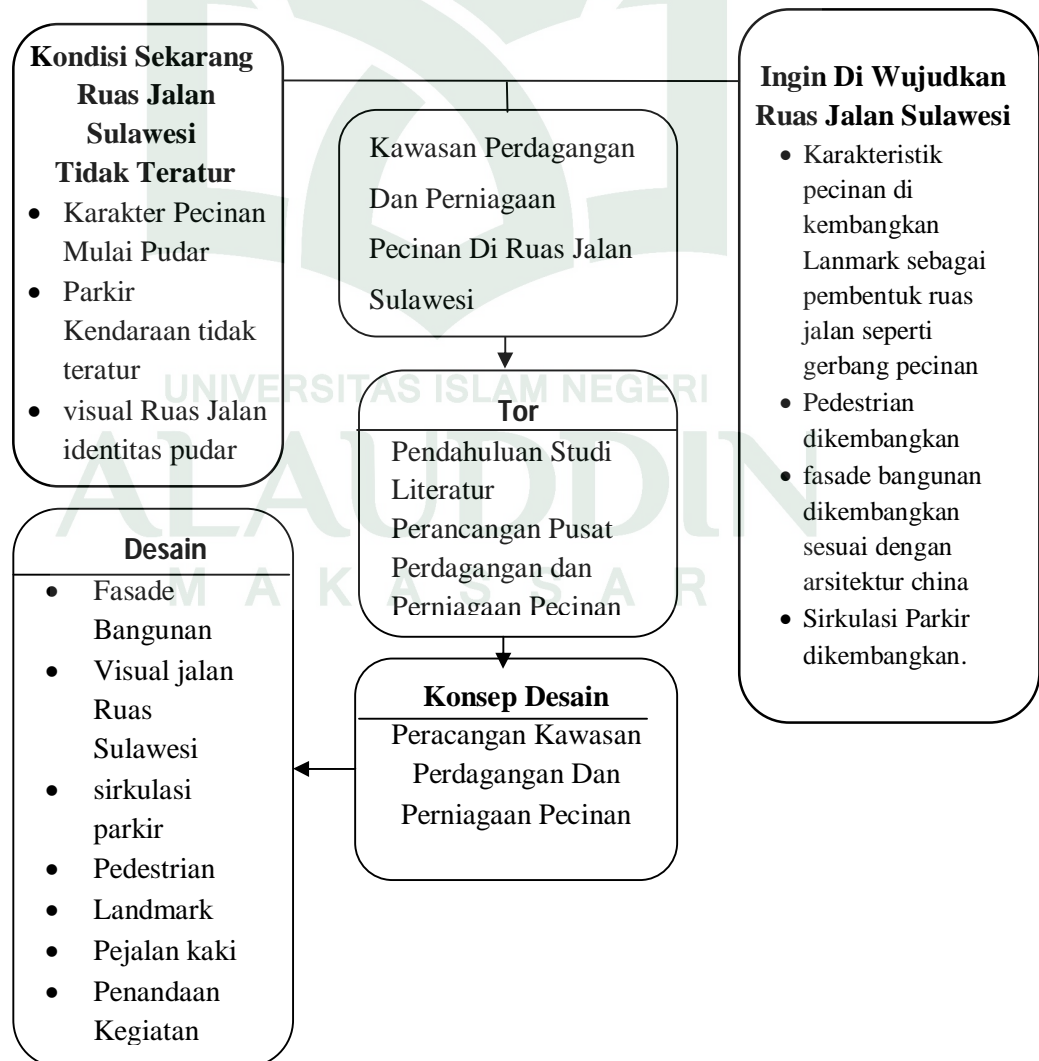 Kondisi Sekarang
Ruas Jalan
Sulawesi
Tidak Teratur
• Karakter Pecinan
Mulai Pudar
• Parkir
Kendaraan tidak
teratur
• visual Ruas Jalan
identitas pudar
Kawasan Perdagangan
Dan Perniagaan
Pecinan Di Ruas Jalan
Sulawesi
Ingin Di Wujudkan
Ruas Jalan Sulawesi
• Karakteristik
pecinan di
kembangkan
Lanmark sebagai
pembentuk ruas
jalan seperti
gerbang pecinan
• Pedestrian
dikembangkan
• fasade bangunan
dikembangkan
sesuai dengan
arsitektur china
• Sirkulasi Parkir
dikembangkan.
Tor
Pendahuluan Studi
Literatur
Perancangan Pusat
Perdagangan dan
Perniagaan Pecinan
Konsep Desain
Peracangan Kawasan
Perdagangan Dan
Perniagaan Pecinan
Desain
• Fasade
Bangunan
• Visual jalan
Ruas
Sulawesi
• sirkulasi
parkir
• Pedestrian
• Landmark
• Pejalan kaki
• Penandaan
Kegiatan
UNIVERSITAS ISLAM NEGERI
ALAUDDIN
MAKASSAR